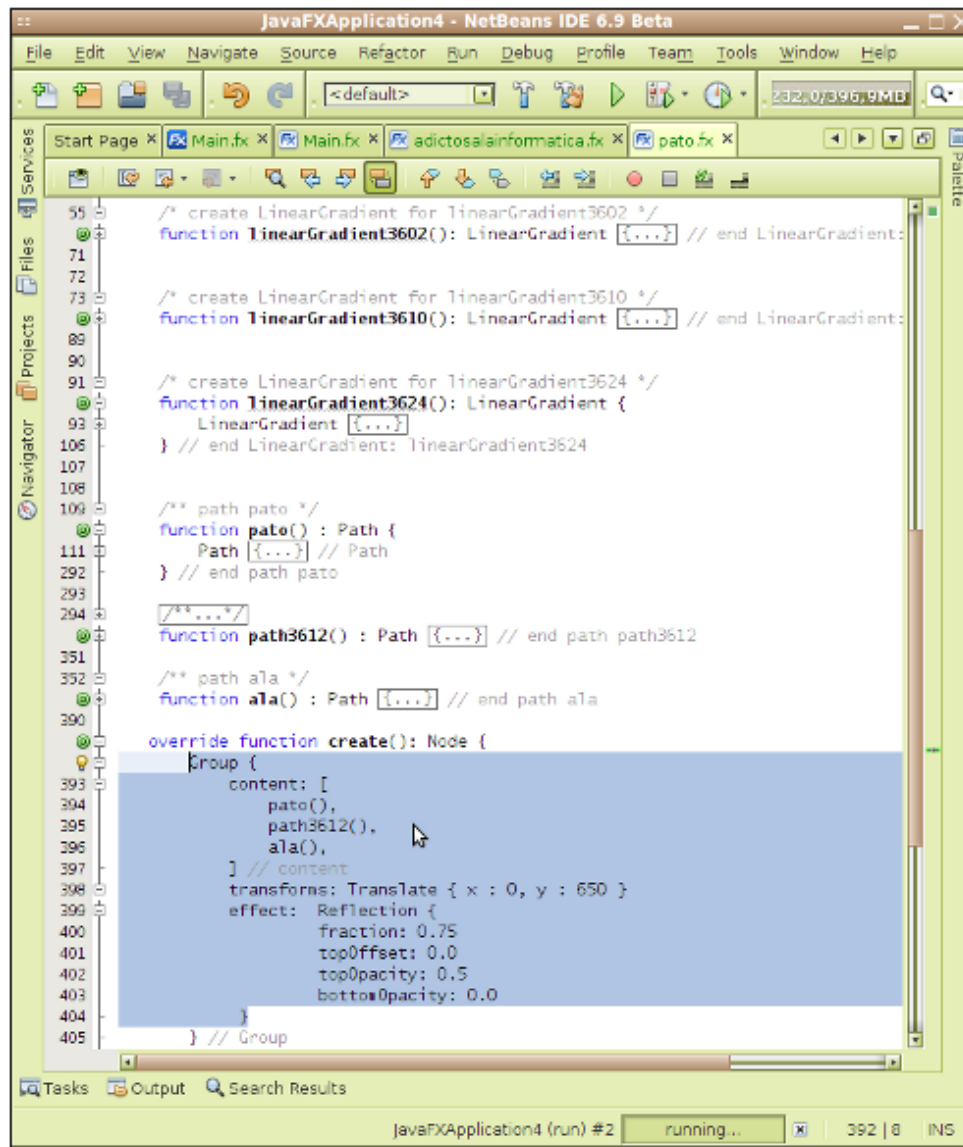 JavaFXApplication4 - NetBeans IDE 6.9 Beta
File Edit View Navigate Source Refactor Run Debug Profile Team Tools Window Help
<default> 232,0/396,9MB
Start Page Main.fx Main.fx adictosalainformatica.fx pato.fx
Services
Files
Projects
Navigator
Palette
55 /* create LinearGradient for linearGradient3602 */
function linearGradient3602(): LinearGradient {...} // end LinearGradient:
71
72
73 /* create LinearGradient for linearGradient3610 */
function linearGradient3610(): LinearGradient {...} // end LinearGradient:
89
90
91 /* create LinearGradient for linearGradient3624 */
function linearGradient3624(): LinearGradient {
93 LinearGradient {...}
106 } // end LinearGradient: linearGradient3624
107
108
109 /** path pato */
function pato() : Path {
111 Path {...} // Path
292 } // end path pato
293
294 /**...*/
function path3612() : Path {...} // end path path3612
351
352 /** path ala */
function ala() : Path {...} // end path ala
390
override function create(): Node {
Group {
393 content: [
394 pato(),
395 path3612(),
396 ala(),
397 ] // content
398 transforms: Translate { x : 0, y : 650 }
399 effect: Reflection {
400 fraction: 0.75
401 topOffset: 0.0
402 topOpacity: 0.5
403 bottomOpacity: 0.0
404 }
405 } // Group
Tasks Output Search Results
JavaFXApplication4 (run) #2 running... 392 | 8 INS